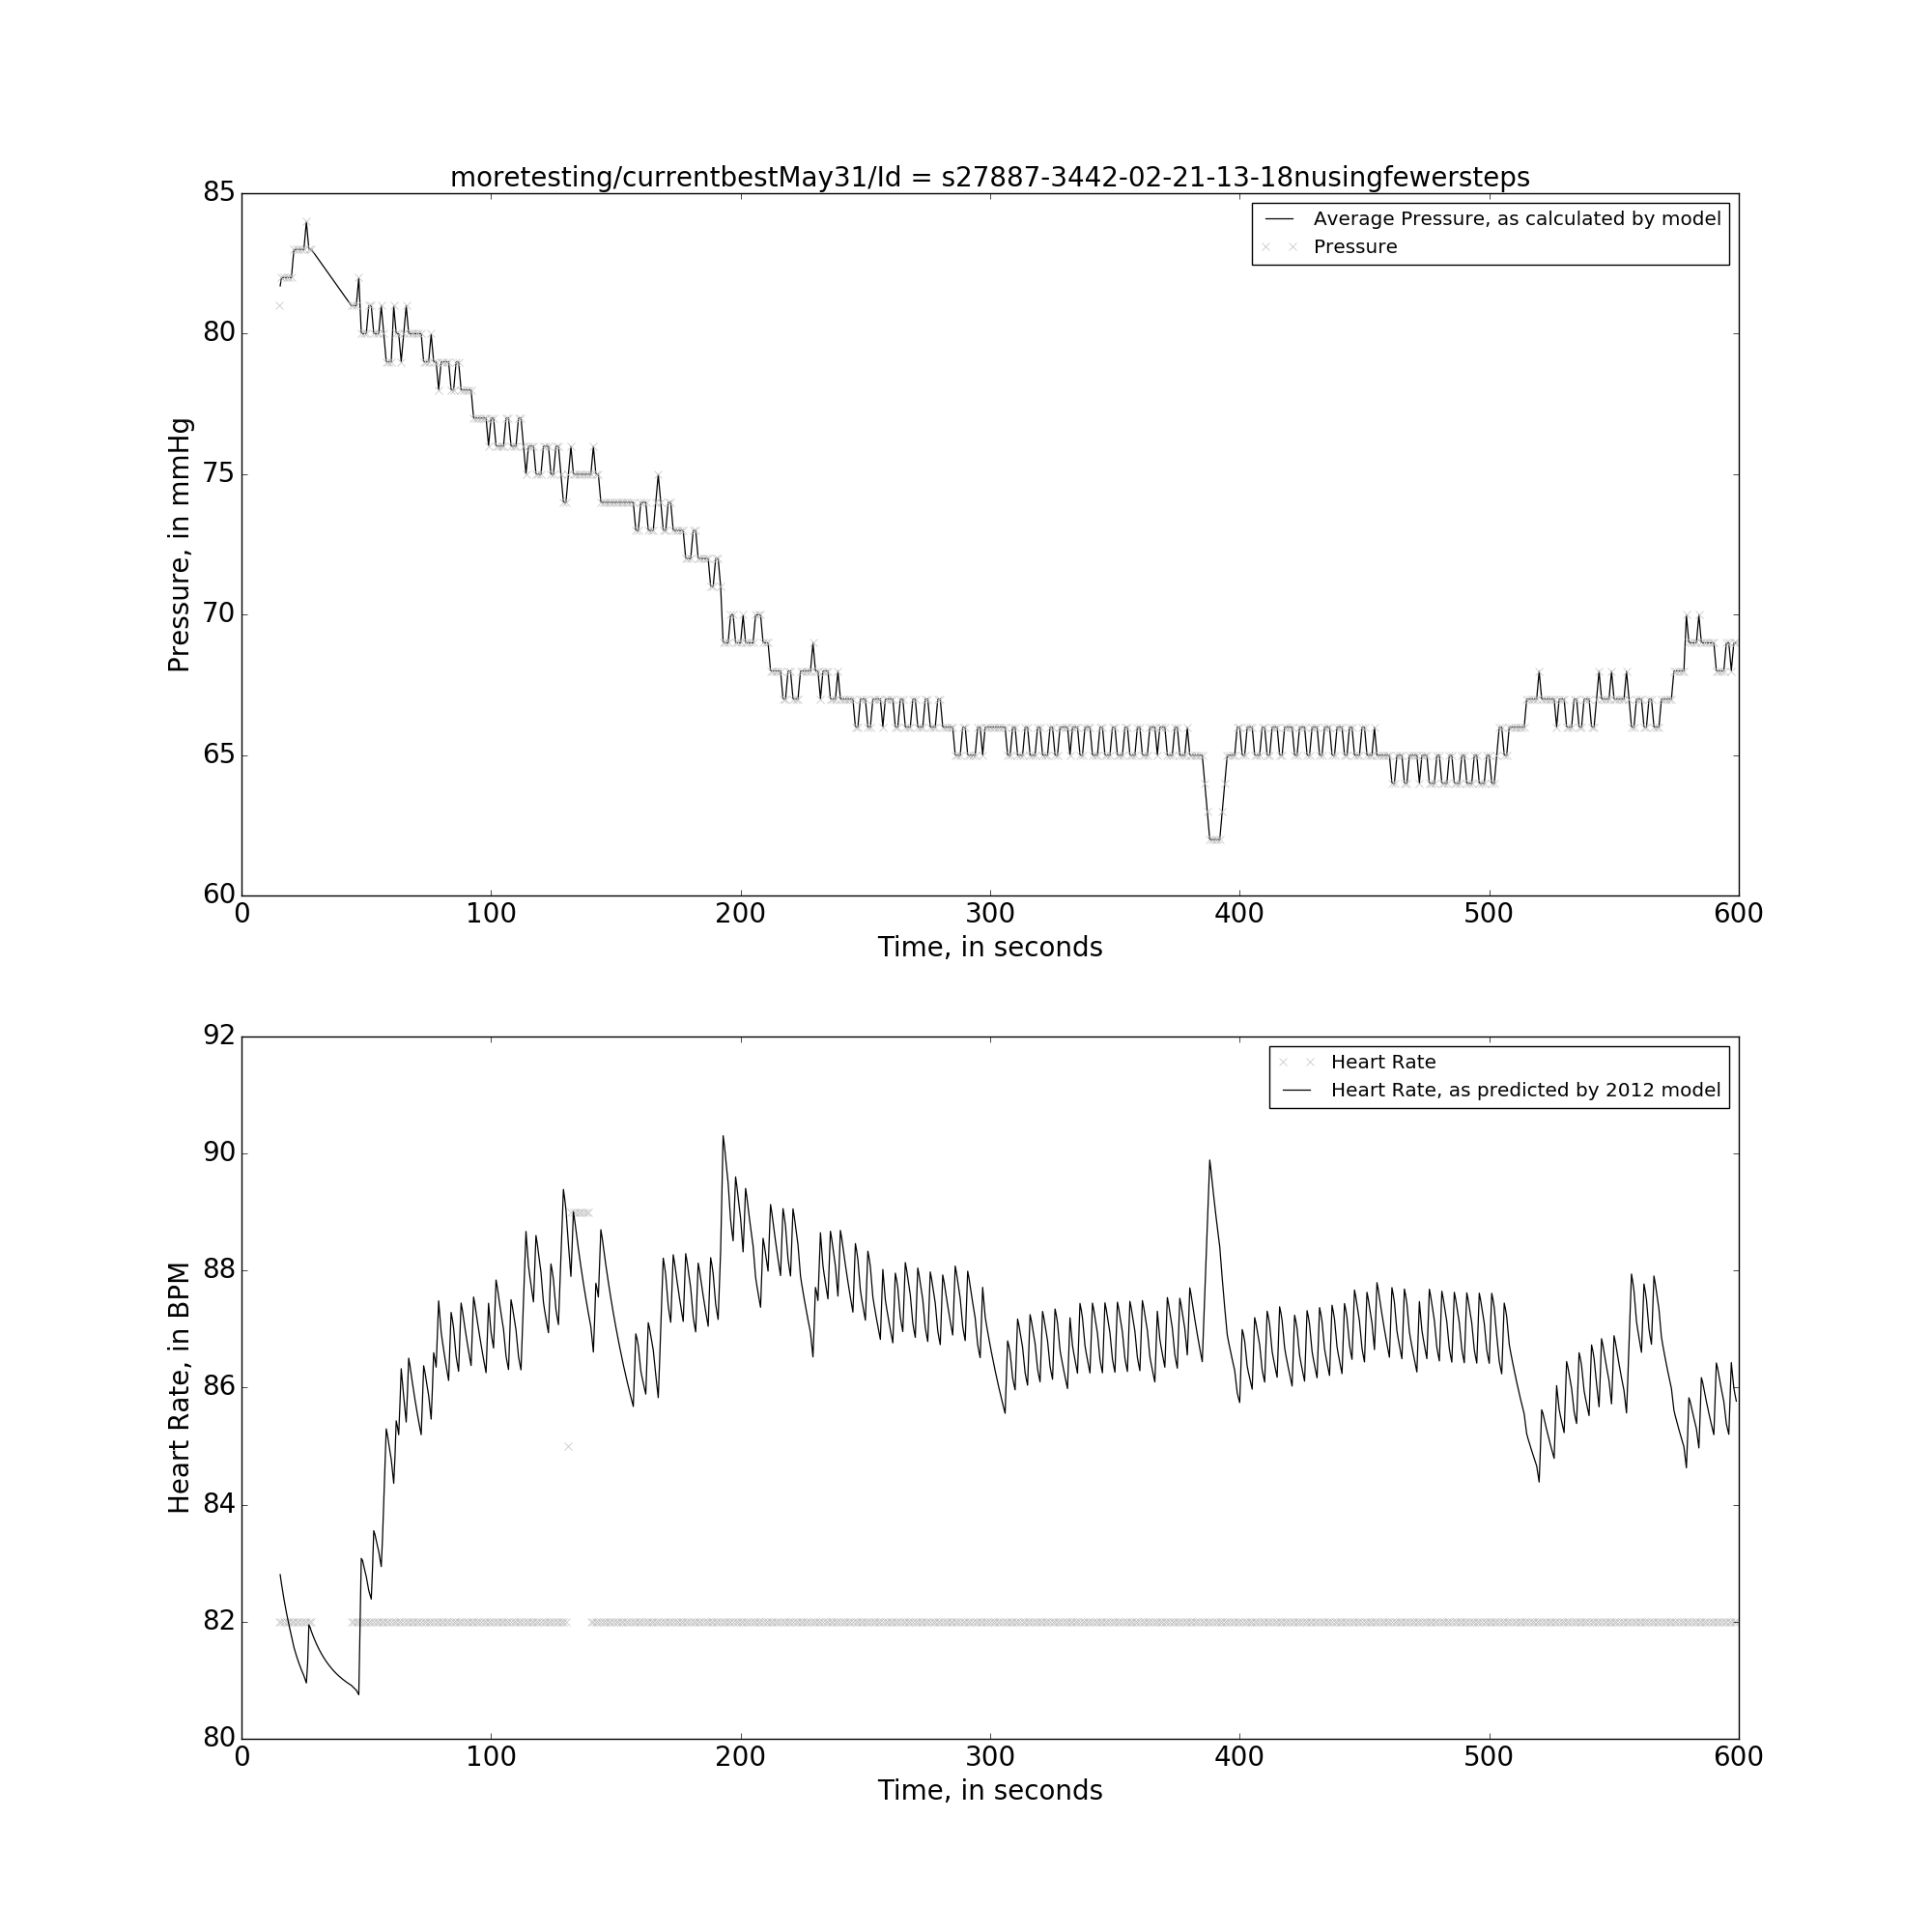 moretesting/currentbestMay31/Id = s27887-3442-02-21-13-18nusingfewersteps
85
80
75
70
65
60
Pressure, in mmHg
Average Pressure, as calculated by model
Pressure
0 100 200 300 400 500 600
Time, in seconds
92
90
88
86
84
82
80
Heart Rate, in BPM
Heart Rate
Heart Rate, as predicted by 2012 model
0 100 200 300 400 500 600
Time, in seconds